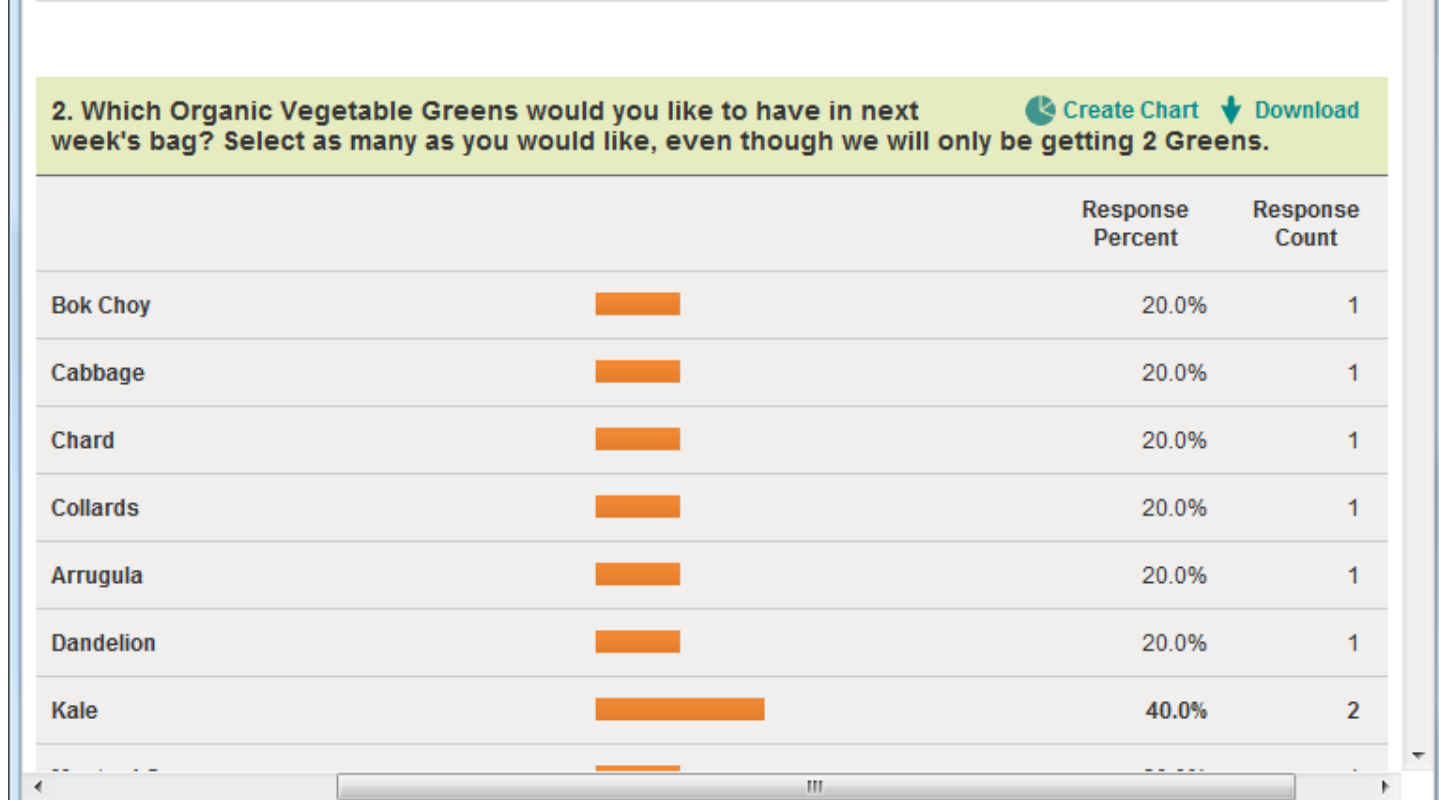 2. Which Organic Vegetable Greens would you like to have in next Create Chart Download
week's bag? Select as many as you would like, even though we will only be getting 2 Greens.
Response Response
Percent Count
Bok Choy 20.0% 1
Cabbage 20.0% 1
Chard 20.0% 1
Collards 20.0% 1
Arrugula 20.0% 1
Dandelion 20.0% 1
Kale 40.0% 2